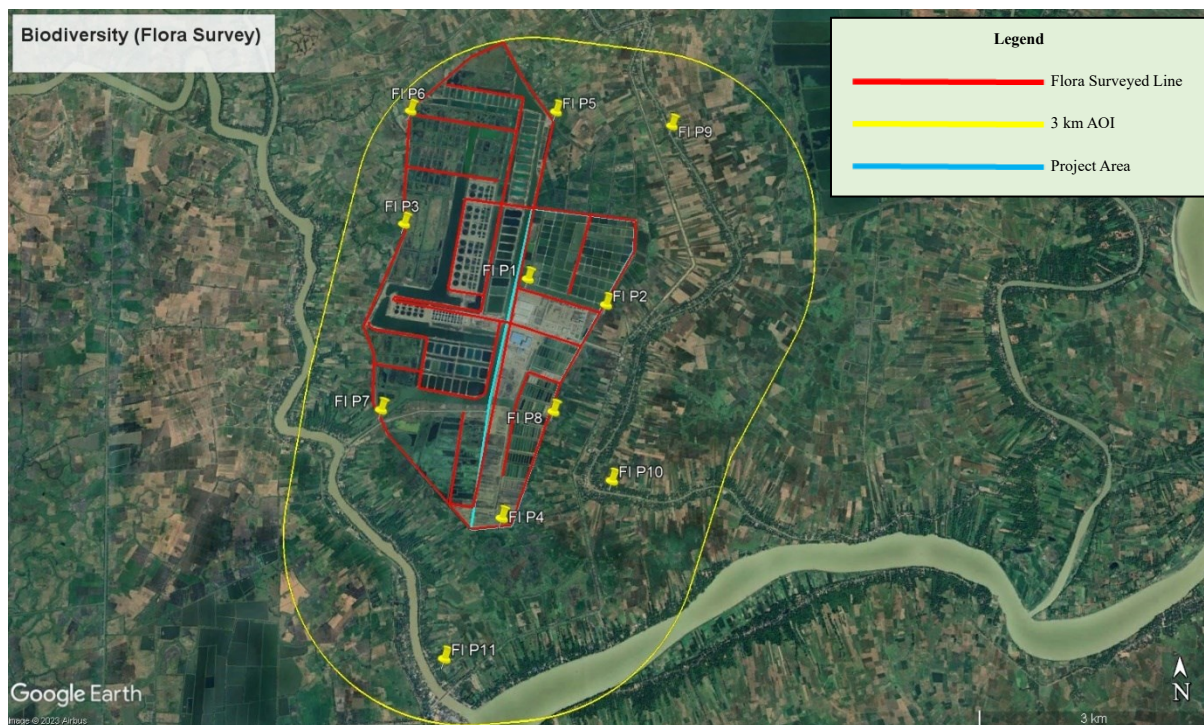 Biodiversity (Flora Survey)
Legend
Flora Surveyed Line
3 km AOI
Project Area
Fl P6
Fl P5
Fl P9
Fl P3
Fl P1
Fl P2
Fl P7
Fl P8
Fl P10
Fl P4
Fl P11
Google Earth
Image © 2023 Airbus
N
3 km